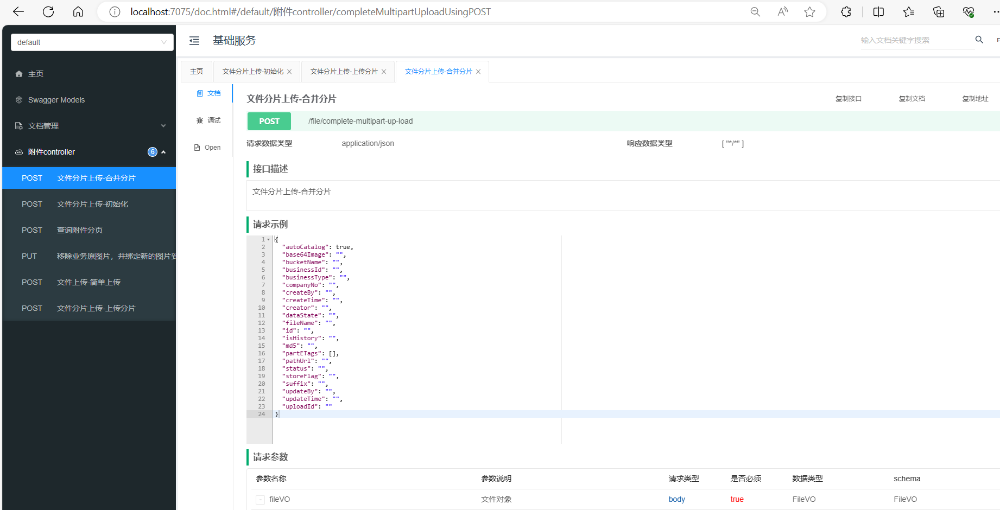 localhost:7075/doc.html#/default/附件controller/completeMultipartUploadUsingPOST
default
主页
Swagger Models
文档管理
附件controller
6
POST 文件分片上传-合并分片
POST 文件分片上传-初始化
POST 查询附件分页
PUT 移除业务原图片，并绑定新的图片到
POST 文件上传-简单上传
POST 文件分片上传-上传分片
基础服务
输入文档关键字搜索
主页
文件分片上传-初始化
文件分片上传-上传分片
文件分片上传-合并分片
文档
调试
Open
文件分片上传-合并分片
复制接口
复制文档
复制地址
POST /file/complete-multipart-up-load
请求数据类型 application/json
响应数据类型 [ "*/*" ]
接口描述
文件分片上传-合并分片
请求示例
1 {
2 "autoCatalog": true,
3 "base64Image": "",
4 "bucketName": "",
5 "businessId": "",
6 "businessType": "",
7 "companyNo": "",
8 "createBy": "",
9 "createTime": "",
10 "creator": "",
11 "dataState": "",
12 "fileName": "",
13 "id": "",
14 "isHistory": "",
15 "md5": "",
16 "partETags": [],
17 "pathUrl": "",
18 "status": "",
19 "storeFlag": "",
20 "suffix": "",
21 "updateBy": "",
22 "updateTime": "",
23 "uploadId": ""
24 }
请求参数
参数名称 参数说明 请求类型 是否必须 数据类型 schema
- fileVO 文件对象 body true FileVO FileVO